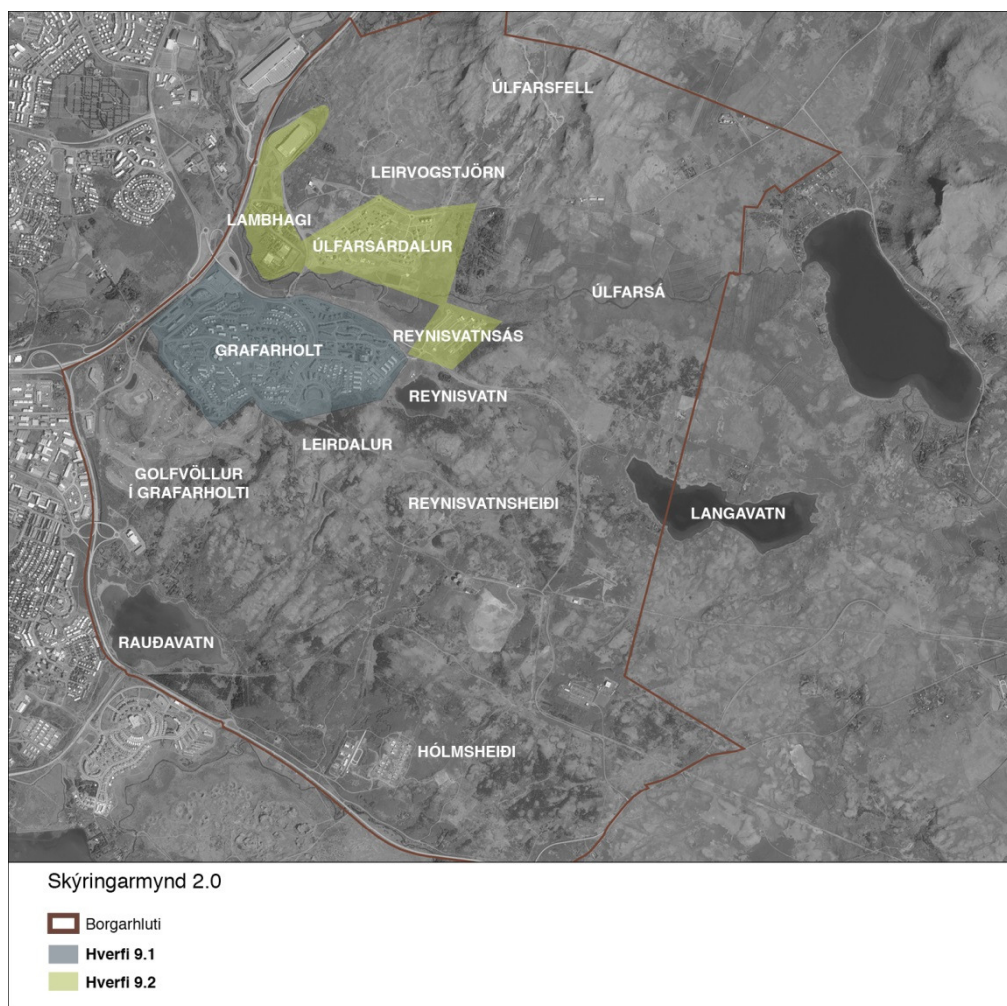 ÚLFARSFELL
LEIRVOGSTJÖRN
LAMBHAGI
ÚLFARSÁRDALUR
ÚLFARSÁ
REYNISVATNSÁS
GRAFARHOLT
REYNISVATN
LEIRDALUR
GOLFVÖLLUR
Í GRAFARHOLTI
REYNISVATNSHEIÐI
LANGAVATN
RAUÐAVATN
HÓLMSHEIÐI
Skýringarmynd 2.0
Borgarhluti
Hverfi 9.1
Hverfi 9.2